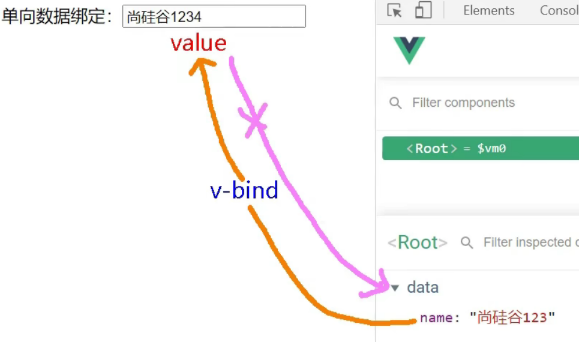 单向数据绑定：尚硅谷1234
value
v-bind
Elements Consol
Filter components
<Root> = $vm0
<Root> Filter inspected
data
name: "尚硅谷123"